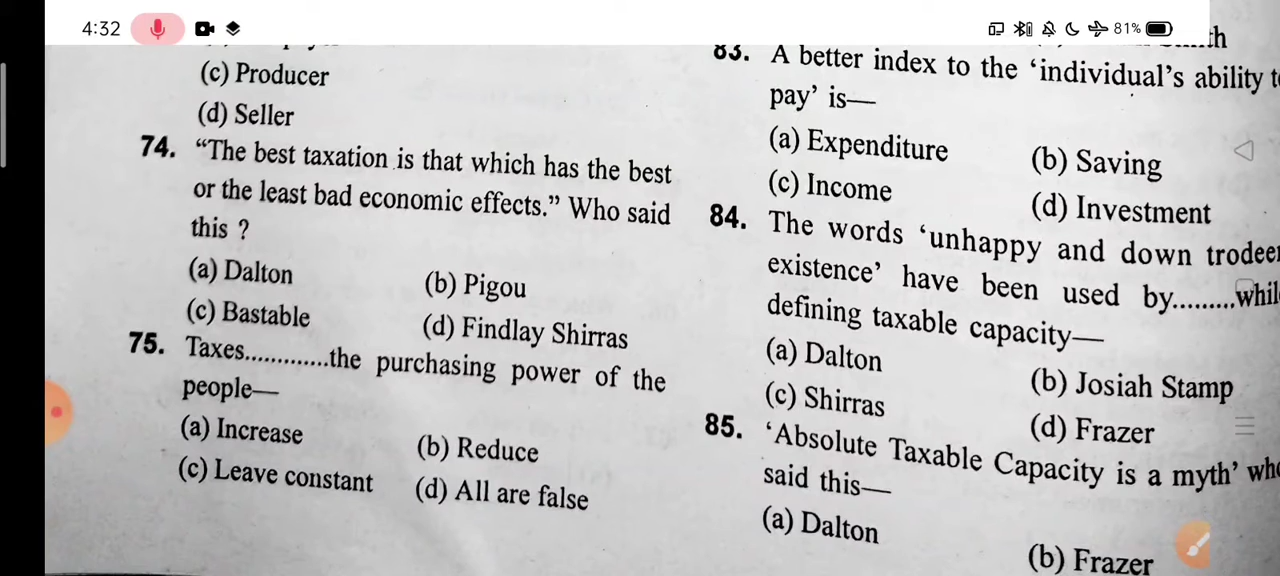 4:32
81%
(c) Producer
(d) Seller
74. “The best taxation is that which has the best
or the least bad economic effects.” Who said
this ?
(a) Dalton (b) Pigou
(c) Bastable (d) Findlay Shirras
75. Taxes.............the purchasing power of the
people—
(a) Increase (b) Reduce
(c) Leave constant (d) All are false
83. A better index to the ‘individual’s ability
pay’ is—
(a) Expenditure (b) Saving
(c) Income (d) Investment
84. The words ‘unhappy and down
existence’ have been used by.........
defining taxable capacity—
(a) Dalton (b) Josiah Stamp
(c) Shirras (d) Frazer
85. ‘Absolute Taxable Capacity is a myth’
said this—
(a) Dalton (b) Frazer